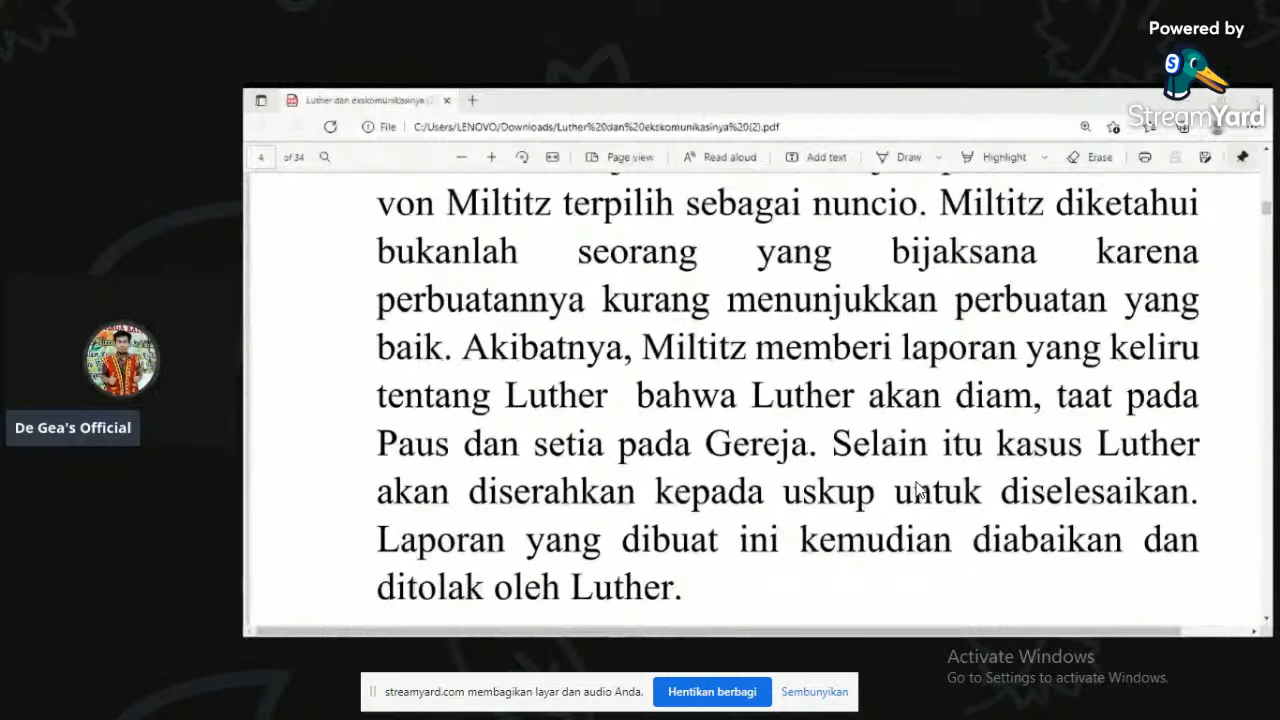 Powered by
StreamYard
Luther dan ekskomunikasinya
File C:/Users/LENOVO/Downloads/Luther%20dan%20ekskomunikasinya%20(2).pdf
4 of 34 Page view Read aloud Add text Draw Highlight Erase
von Miltitz terpilih sebagai nuncio. Miltitz diketahui
bukanlah seorang yang bijaksana karena
perbuatannya kurang menunjukkan perbuatan yang
baik. Akibatnya, Miltitz memberi laporan yang keliru
tentang Luther bahwa Luther akan diam, taat pada
Paus dan setia pada Gereja. Selain itu kasus Luther
akan diserahkan kepada uskup untuk diselesaikan.
Laporan yang dibuat ini kemudian diabaikan dan
ditolak oleh Luther.
De Gea's Official
Activate Windows
Go to Settings to activate Windows.
streamyard.com membagikan layar dan audio Anda. Hentikan berbagi Sembunyikan